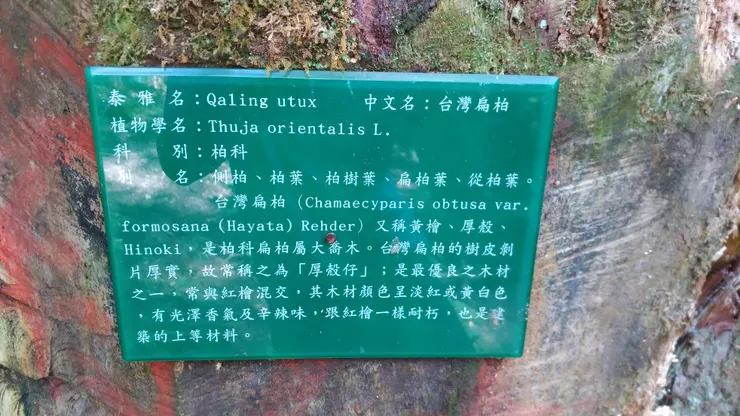 泰雅名：Qaling utux 中文名：台灣扁柏
植物學名：Thuja orientalis L.
科 別：柏科
別 名：側柏、柏葉、柏樹葉、扁柏葉、從柏葉。
台灣扁柏（Chamaecyparis obtusa var.
formosana (Hayata) Rehder）又稱黃檜、厚殼、
Hinoki，是柏科扁柏屬大喬木。台灣扁柏的樹皮剝
片厚實，故常稱之為「厚殼仔」；是最優良之木材
之一，常與紅檜混交，其木材顏色呈淡紅或黃白色
，有光澤香氣及辛辣味，跟紅檜一樣耐朽，也是建
築的上等材料。